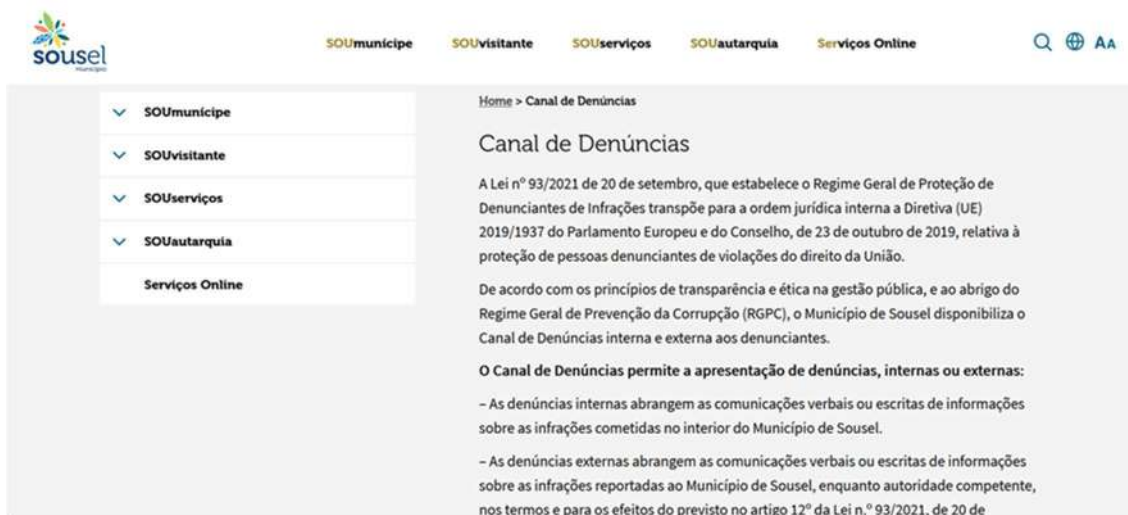 sousel
município
SOUmunícipe SOUvisitante SOUserviços SOUautarquia Serviços Online AA
SOUmunícipe
SOUvisitante
SOUserviços
SOUautarquia
Serviços Online
Home > Canal de Denúncias
Canal de Denúncias
A Lei nº 93/2021 de 20 de setembro, que estabelece o Regime Geral de Proteção de
Denunciantes de Infrações transpõe para a ordem jurídica interna a Diretiva (UE)
2019/1937 do Parlamento Europeu e do Conselho, de 23 de outubro de 2019, relativa à
proteção de pessoas denunciantes de violações do direito da União.
De acordo com os princípios de transparência e ética na gestão pública, e ao abrigo do
Regime Geral de Prevenção da Corrupção (RGPC), o Município de Sousel disponibiliza o
Canal de Denúncias interna e externa aos denunciantes.
O Canal de Denúncias permite a apresentação de denúncias, internas ou externas:
– As denúncias internas abrangem as comunicações verbais ou escritas de informações
sobre as infrações cometidas no interior do Município de Sousel.
– As denúncias externas abrangem as comunicações verbais ou escritas de informações
sobre as infrações reportadas ao Município de Sousel, enquanto autoridade competente,
nos termos e para os efeitos do previsto no artigo 12º da Lei n.º 93/2021, de 20 de